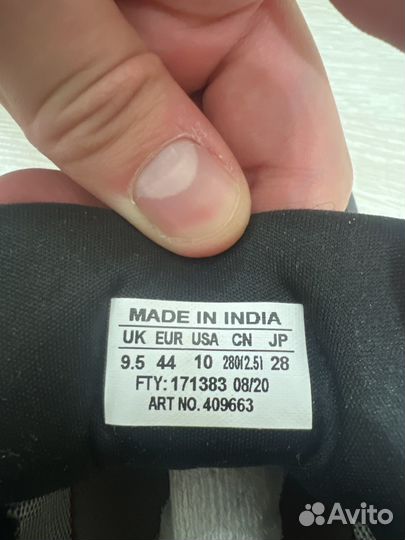 MADE IN INDIA
UK EUR USA CN JP
9.5 44 10 280(2.5) 28
FTY: 171383 08/20
ART NO. 409663
Avito